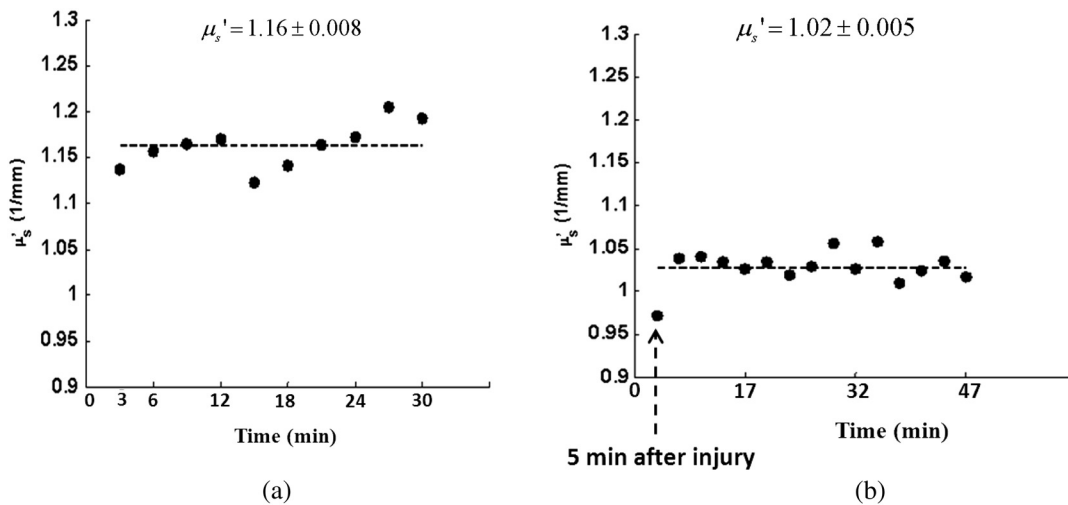 μs' = 1.16 ± 0.008
1.3
1.25
1.2
1.15
1.1
1.05
1
0.95
0.9
μ's (1/mm)
0 3 6 12 18 24 30
Time (min)
(a)
μs' = 1.02 ± 0.005
1.3
1.25
1.2
1.15
1.1
1.05
1
0.95
0.9
μ's (1/mm)
0 17 32 47
Time (min)
5 min after injury
(b)